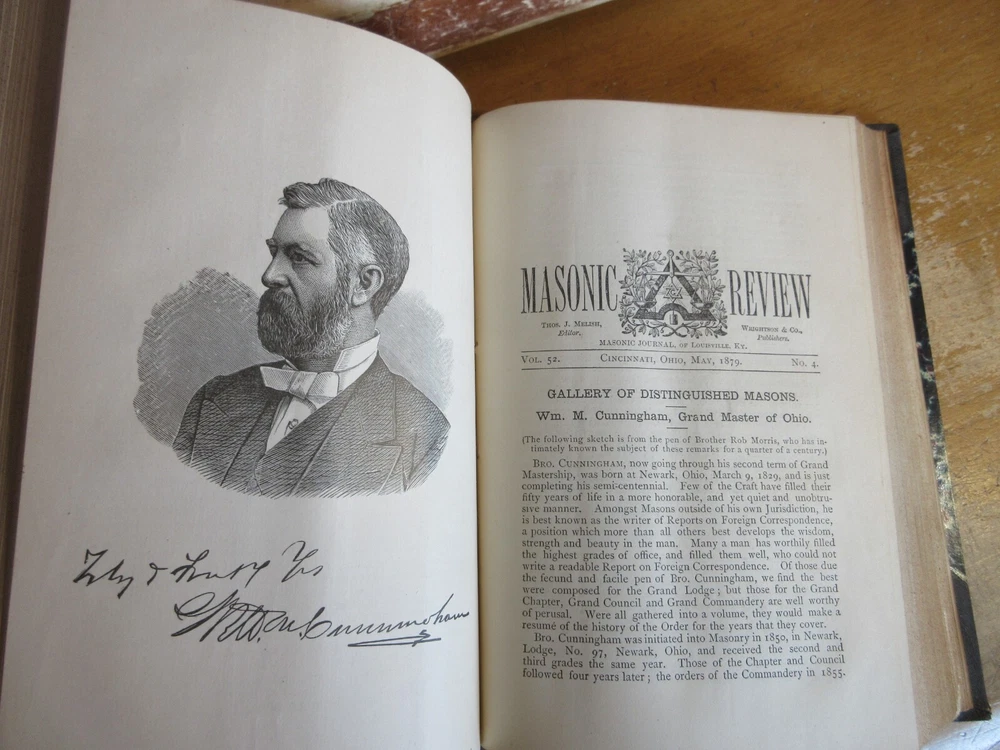 Truly & Frat'y Yrs
Wm. M. Cunningham
MASONIC REVIEW
THOS. J. MELISH,
Editor.
WRIGHTSON & CO.,
Publishers.
MASONIC JOURNAL, OF LOUISVILLE, KY.
VOL. 52. CINCINNATI, OHIO, MAY, 1879. NO. 4.
GALLERY OF DISTINGUISHED MASONS.
Wm. M. Cunningham, Grand Master of Ohio.
(The following sketch is from the pen of Brother Rob Morris, who has in-
timately known the subject of these remarks for a quarter of a century.)
BRO. CUNNINGHAM, now going through his second term of Grand
Mastership, was born at Newark, Ohio, March 9, 1829, and is just
completing his semi-centennial. Few of the Craft have filled their
fifty years of life in a more honorable, and yet quiet and unobtru-
sive manner. Amongst Masons outside of his own Jurisdiction, he
is best known as the writer of Reports on Foreign Correspondence,
a position which more than all others best develops the wisdom,
strength and beauty in the man. Many a man has worthily filled
the highest grades of office, and filled them well, who could not
write a readable Report on Foreign Correspondence. Of those due
the fecund and facile pen of Bro. Cunningham, we find the best
were composed for the Grand Lodge; but those for the Grand
Chapter, Grand Council and Grand Commandery are well worthy
of perusal. Were all gathered into a volume, they would make a
resumé of the history of the Order for the years that they cover.
Bro. Cunningham was initiated into Masonry in 1850, in Newark,
Lodge, No. 97, Newark, Ohio, and received the second and
third grades the same year. Those of the Chapter and Council
followed four years later; the orders of the Commandery in 1855.